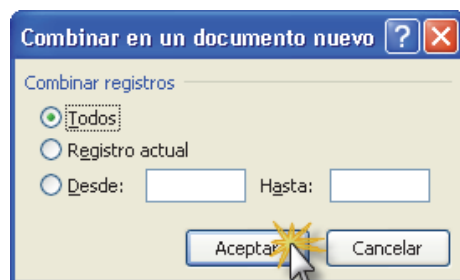 Combinar en un documento nuevo
Combinar registros
Todos
Registro actual
Desde: Hasta:
Aceptar Cancelar